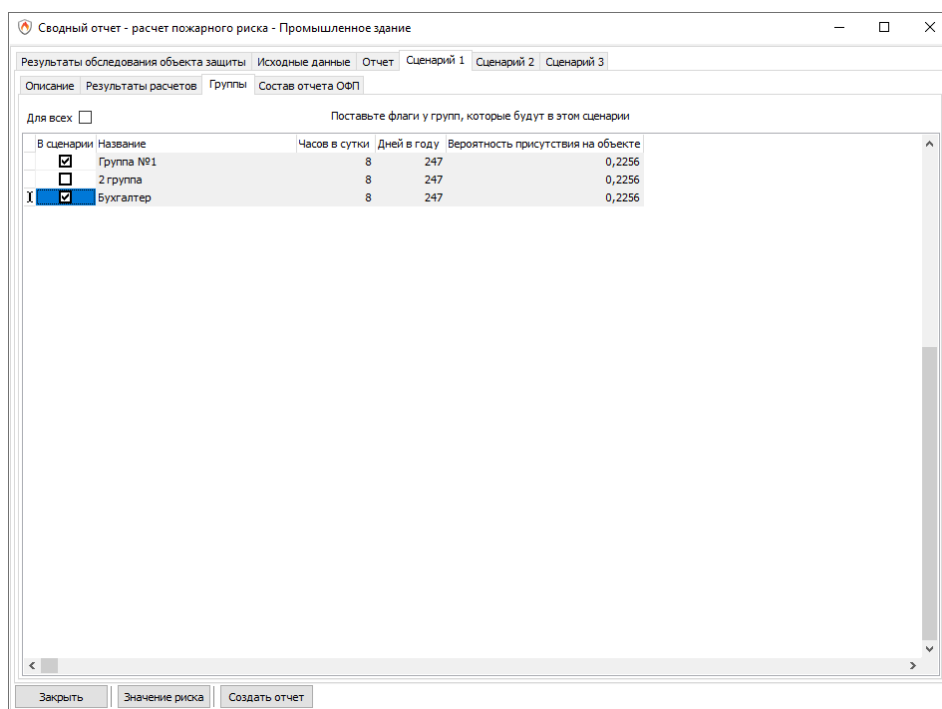 Сводный отчет - расчет пожарного риска - Промышленное здание
Результаты обследования объекта защиты Исходные данные Отчет Сценарий 1 Сценарий 2 Сценарий 3
Описание Результаты расчетов Группы Состав отчета ОФП
Для всех Поставьте флаги у групп, которые будут в этом сценарии
В сценарии Название Часов в сутки Дней в году Вероятность присутствия на объекте
Группа №1 8 247 0,2256
2 группа 8 247 0,2256
Бухгалтер 8 247 0,2256
Закрыть Значение риска Создать отчет